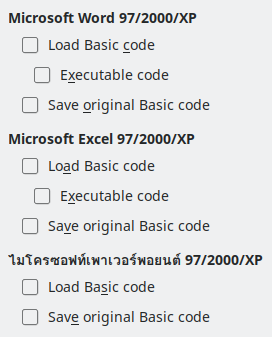 Microsoft Word 97/2000/XP
Load Basic code
Executable code
Save original Basic code
Microsoft Excel 97/2000/XP
Load Basic code
Executable code
Save original Basic code
ไมโครซอฟท์เพาเวอร์พอยนต์ 97/2000/XP
Load Basic code
Save original Basic code